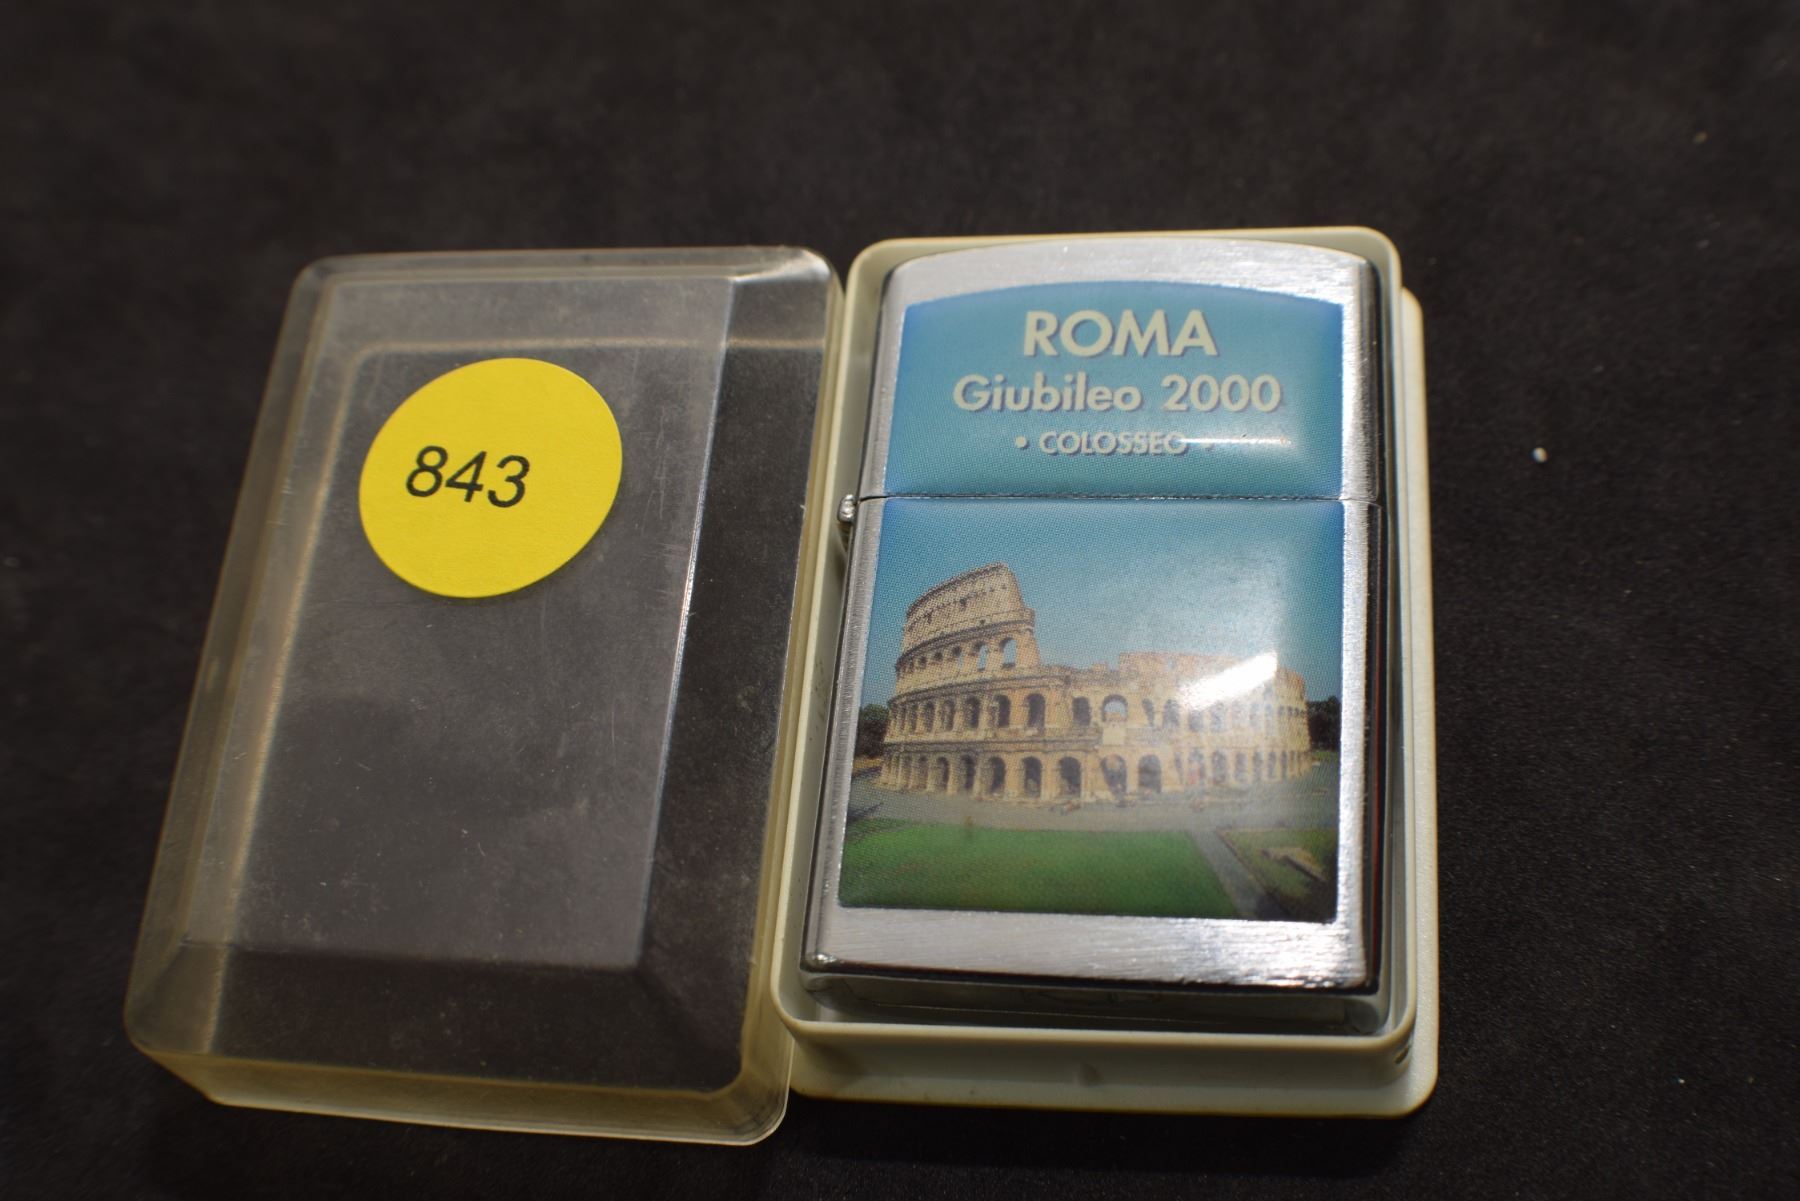 843
ROMA
Giubileo 2000
• COLOSSEO •